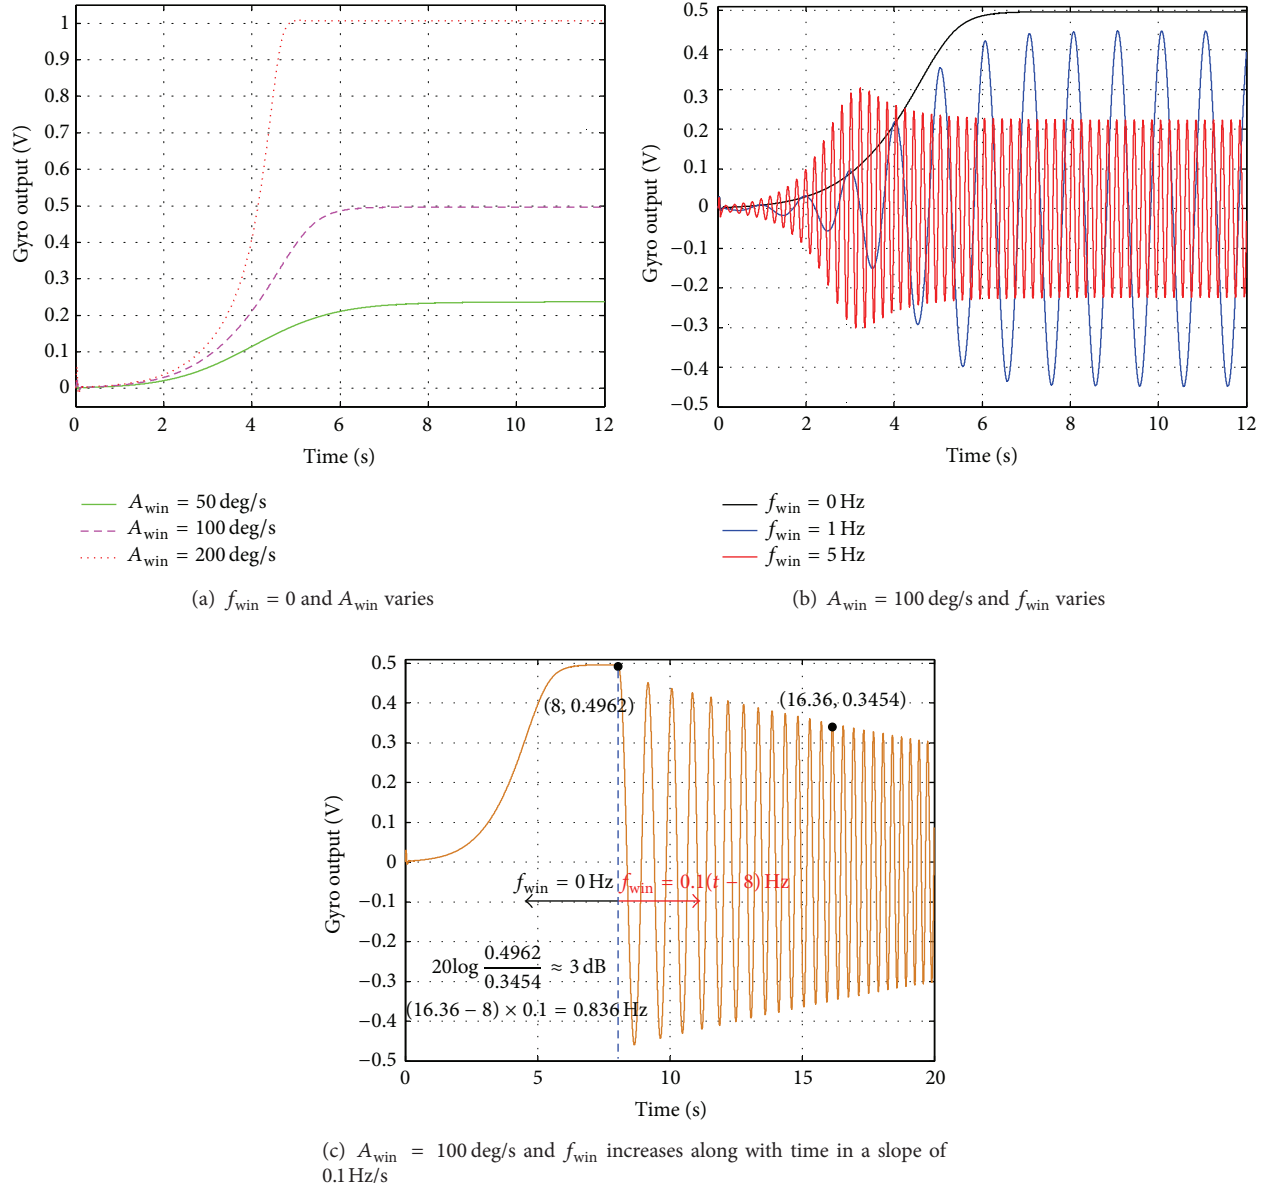 1
0.9
0.8
0.7
0.6
0.5
0.4
0.3
0.2
0.1
0
Gyro output (V)
0 2 4 6 8 10 12
Time (s)
A_win = 50 deg/s
A_win = 100 deg/s
A_win = 200 deg/s
(a) f_win = 0 and A_win varies
0.5
0.4
0.5
0.2
0.1
0
−0.1
−0.2
−0.3
−0.4
−0.5
Gyro output (V)
0 2 4 6 8 10 12
Time (s)
f_win = 0 Hz
f_win = 1 Hz
f_win = 5 Hz
(b) A_win = 100 deg/s and f_win varies
0.5
0.4
0.3
0.2
0.1
0
−0.1
−0.2
−0.3
−0.4
−0.5
Gyro output (V)
(8, 0.4962)
(16.36, 0.3454)
f_win = 0 Hz
f_win = 0.1(t − 8) Hz
20log 0.4962/0.3454 ≈ 3 dB
(16.36 − 8) × 0.1 = 0.836 Hz
0 5 10 15 20
Time (s)
(c) A_win = 100 deg/s and f_win increases along with time in a slope of
0.1 Hz/s